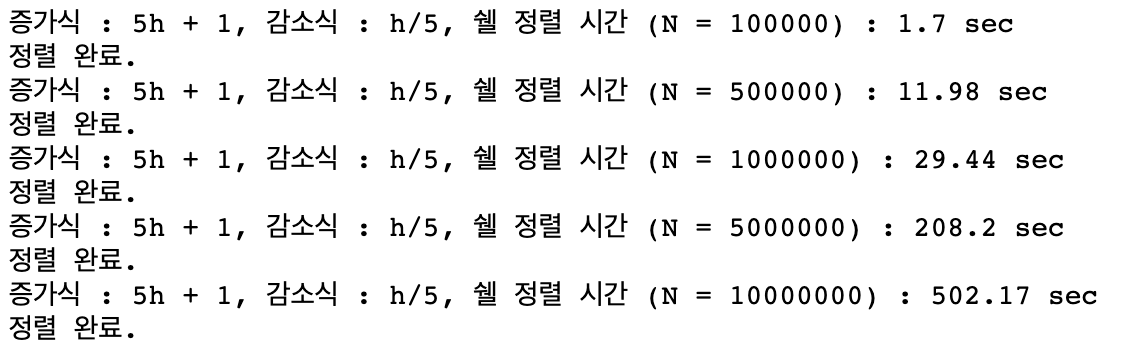 증가식 : 5h + 1, 감소식 : h/5, 쉘 정렬 시간 (N = 100000) : 1.7 sec
정렬 완료.
증가식 : 5h + 1, 감소식 : h/5, 쉘 정렬 시간 (N = 500000) : 11.98 sec
정렬 완료.
증가식 : 5h + 1, 감소식 : h/5, 쉘 정렬 시간 (N = 1000000) : 29.44 sec
정렬 완료.
증가식 : 5h + 1, 감소식 : h/5, 쉘 정렬 시간 (N = 5000000) : 208.2 sec
정렬 완료.
증가식 : 5h + 1, 감소식 : h/5, 쉘 정렬 시간 (N = 10000000) : 502.17 sec
정렬 완료.